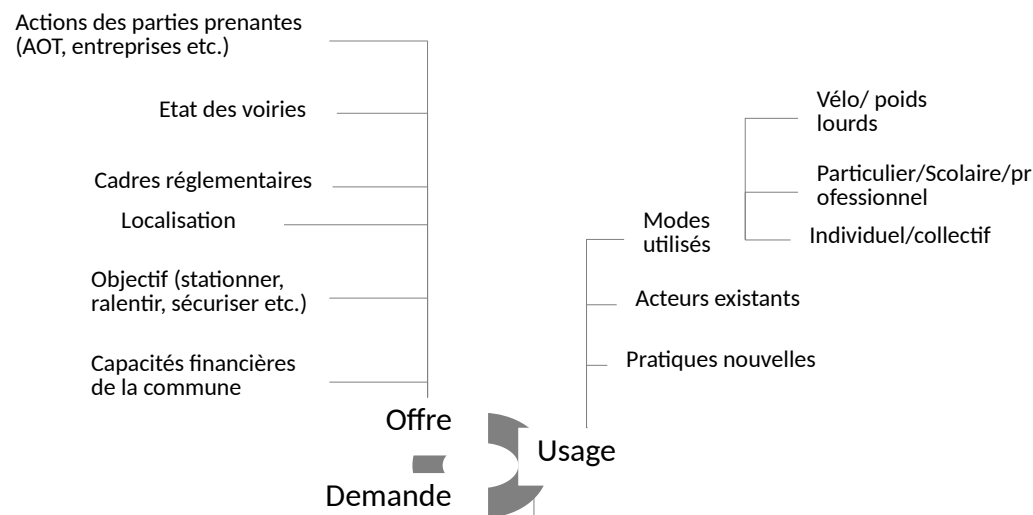 Actions des parties prenantes
(AOT, entreprises etc.)
Etat des voiries
Cadres réglementaires
Localisation
Objectif (stationner,
ralentir, sécuriser etc.)
Capacités financières
de la commune
Offre
Demande
Vélo/ poids
lourds
Particulier/Scolaire/pr
ofessionnel
Individuel/collectif
Modes
utilisés
Acteurs existants
Pratiques nouvelles
Usage